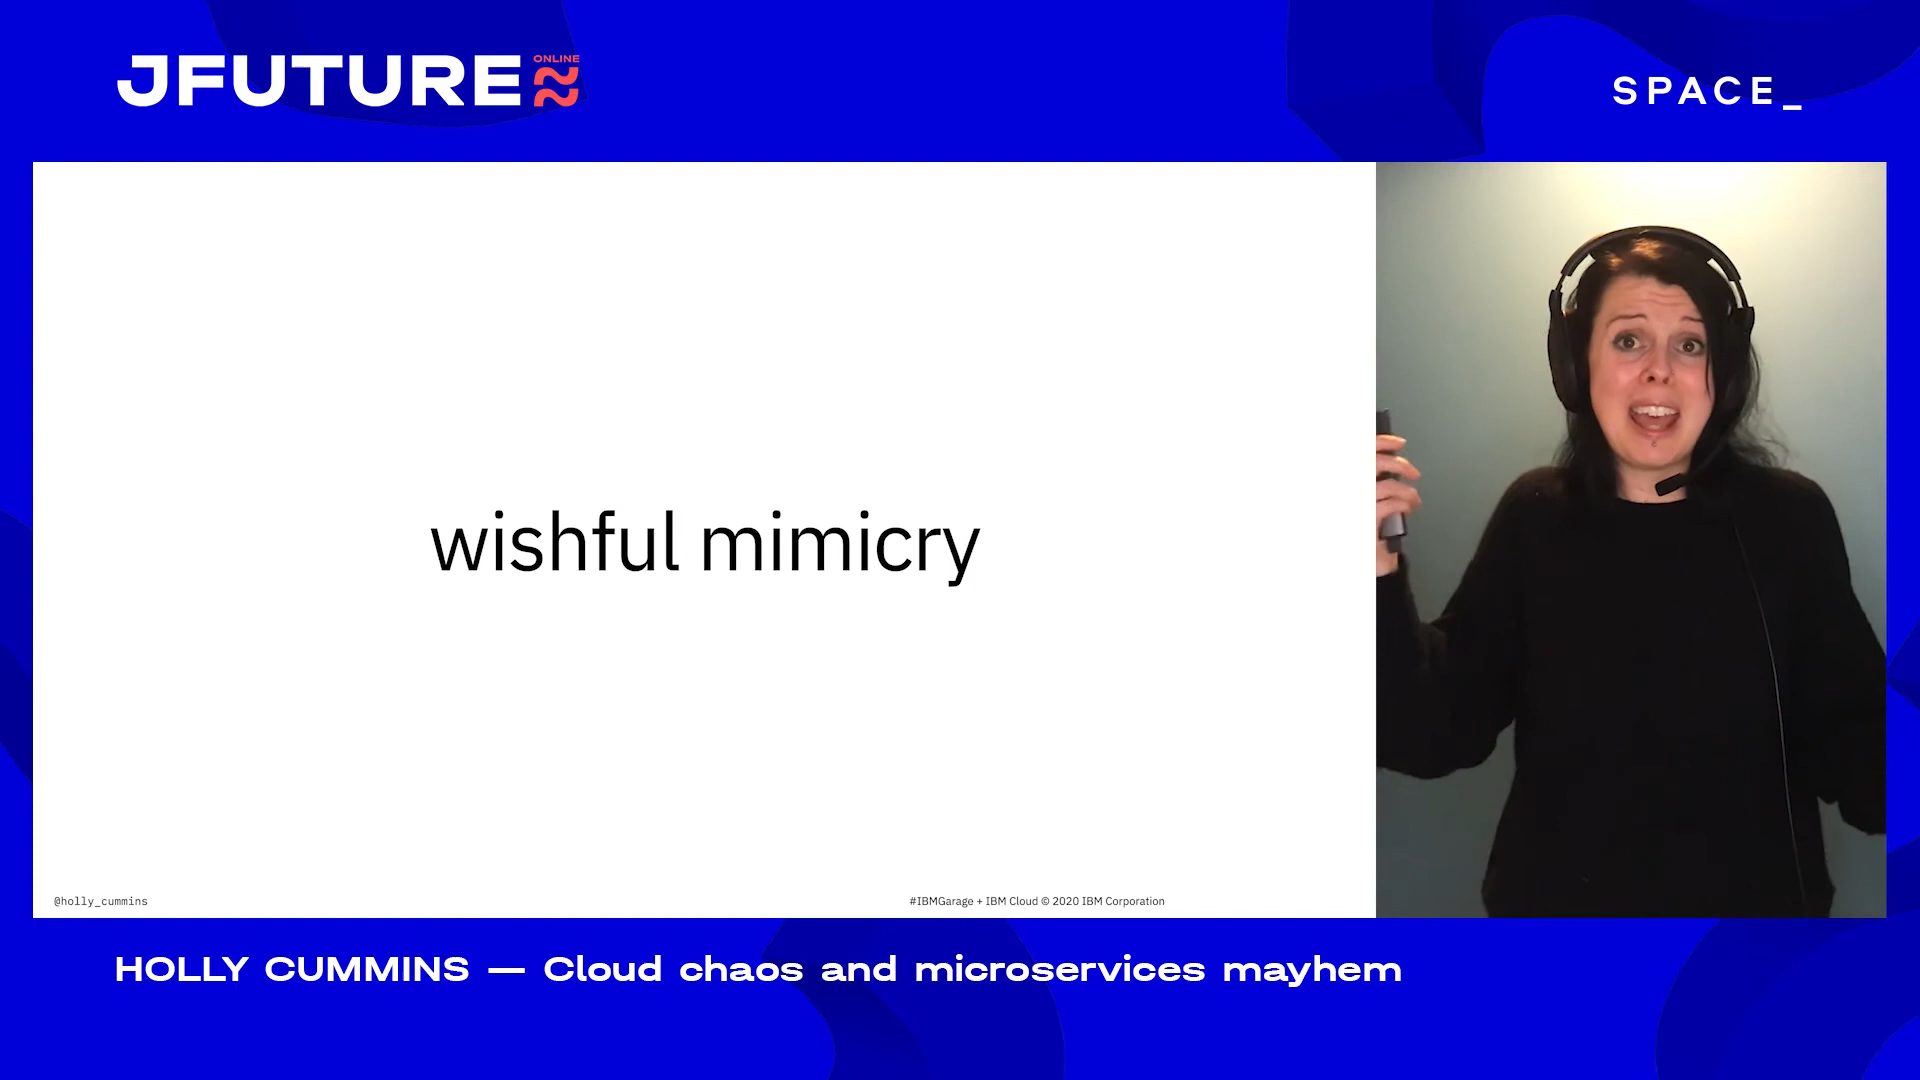 JFUTURE ONLINE
SPACE_
wishful mimicry
@holly_cummins
#IBMGarage + IBM Cloud © 2020 IBM Corporation
HOLLY CUMMINS — Cloud chaos and microservices mayhem